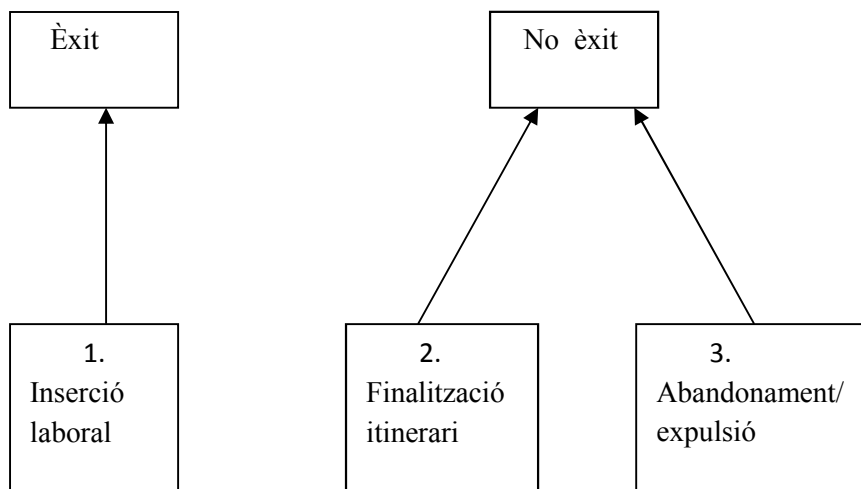 Èxit
No èxit
1.
Inserció
laboral
2.
Finalització
itinerari
3.
Abandonament/
expulsió